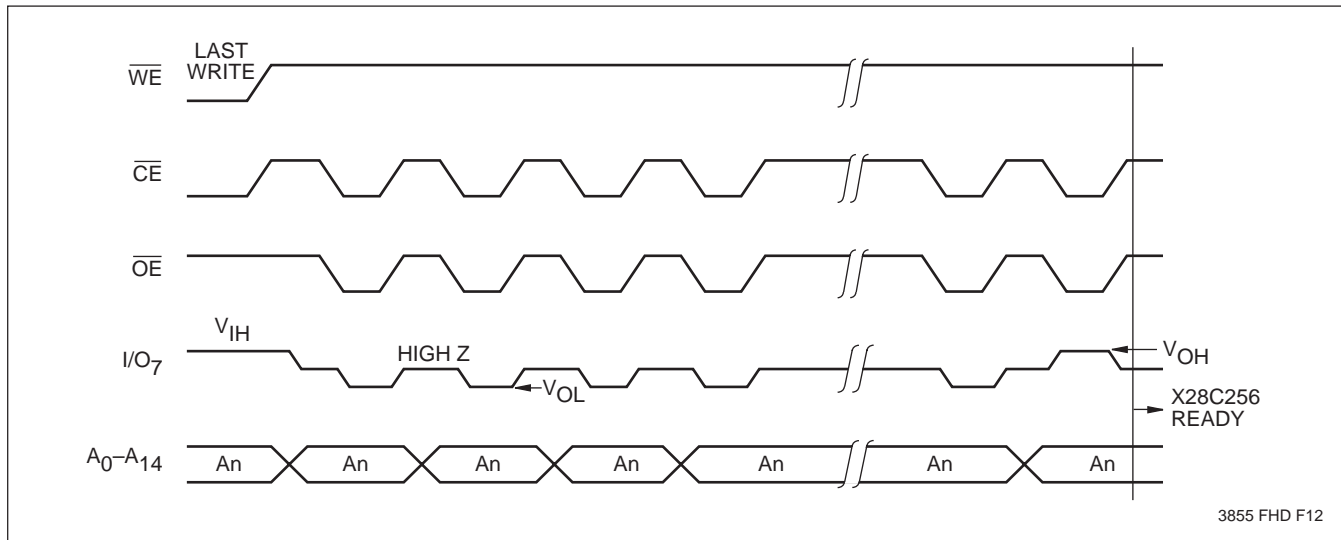 LAST
WRITE
WE
CE
OE
VIH
I/O7
HIGH Z
VOL
VOH
X28C256
READY
A0–A14
An An An An An An An
3855 FHD F12